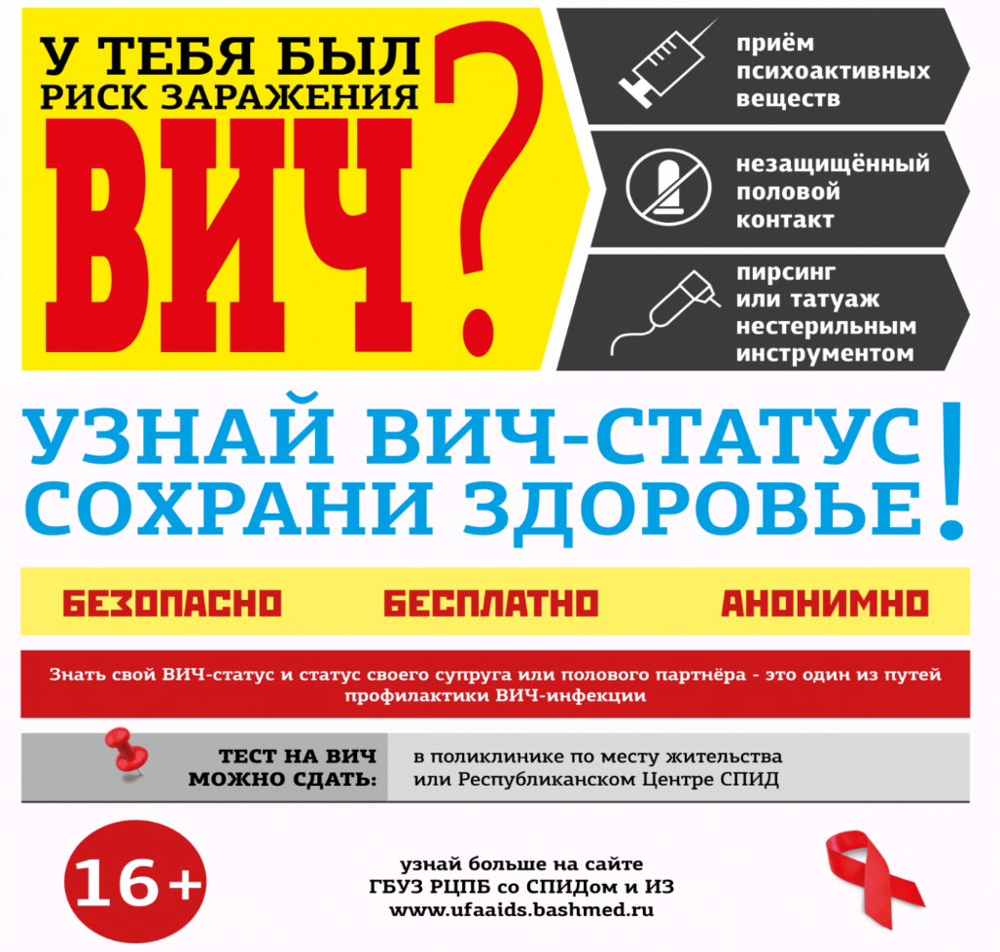 У ТЕБЯ БЫЛ
РИСК ЗАРАЖЕНИЯ
ВИЧ?
приём
психоактивных
веществ
незащищённый
половой
контакт
пирсинг
или татуаж
нестерильным
инструментом
УЗНАЙ ВИЧ-СТАТУС
СОХРАНИ ЗДОРОВЬЕ!
БЕЗОПАСНО БЕСПЛАТНО АНОНИМНО
Знать свой ВИЧ-статус и статус своего супруга или полового партнёра - это один из путей
профилактики ВИЧ-инфекции
ТЕСТ НА ВИЧ
МОЖНО СДАТЬ:
в поликлинике по месту жительства
или Республиканском Центре СПИД
16+
узнай больше на сайте
ГБУЗ РЦПБ со СПИДом и ИЗ
www.ufaaids.bashmed.ru